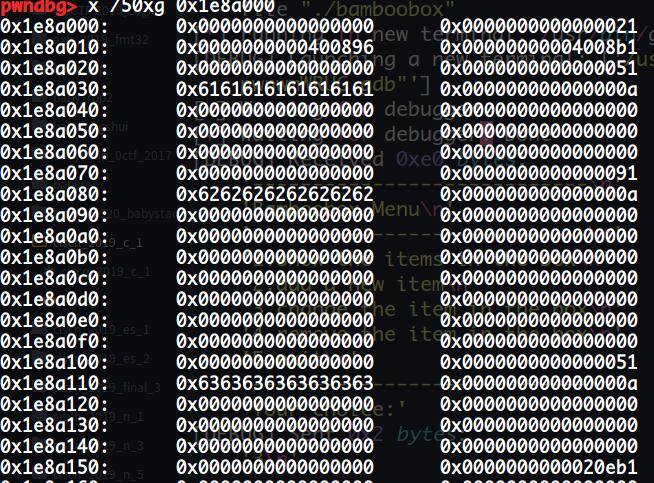 pwndbg> x /50xg 0x1e8a000
0x1e8a000: 0x0000000000000000 0x0000000000000021
0x1e8a010: 0x0000000000400896 0x00000000004008b1
0x1e8a020: 0x0000000000000000 0x0000000000000051
0x1e8a030: 0x6161616161616161 0x000000000000000a
0x1e8a040: 0x0000000000000000 0x0000000000000000
0x1e8a050: 0x0000000000000000 0x0000000000000000
0x1e8a060: 0x0000000000000000 0x0000000000000000
0x1e8a070: 0x0000000000000000 0x0000000000000091
0x1e8a080: 0x6262626262626262 0x000000000000000a
0x1e8a090: 0x0000000000000000 0x0000000000000000
0x1e8a0a0: 0x0000000000000000 0x0000000000000000
0x1e8a0b0: 0x0000000000000000 0x0000000000000000
0x1e8a0c0: 0x0000000000000000 0x0000000000000000
0x1e8a0d0: 0x0000000000000000 0x0000000000000000
0x1e8a0e0: 0x0000000000000000 0x0000000000000000
0x1e8a0f0: 0x0000000000000000 0x0000000000000000
0x1e8a100: 0x0000000000000000 0x0000000000000051
0x1e8a110: 0x6363636363636363 0x000000000000000a
0x1e8a120: 0x0000000000000000 0x0000000000000000
0x1e8a130: 0x0000000000000000 0x0000000000000000
0x1e8a140: 0x0000000000000000 0x0000000000000000
0x1e8a150: 0x0000000000000000 0x0000000000020eb1